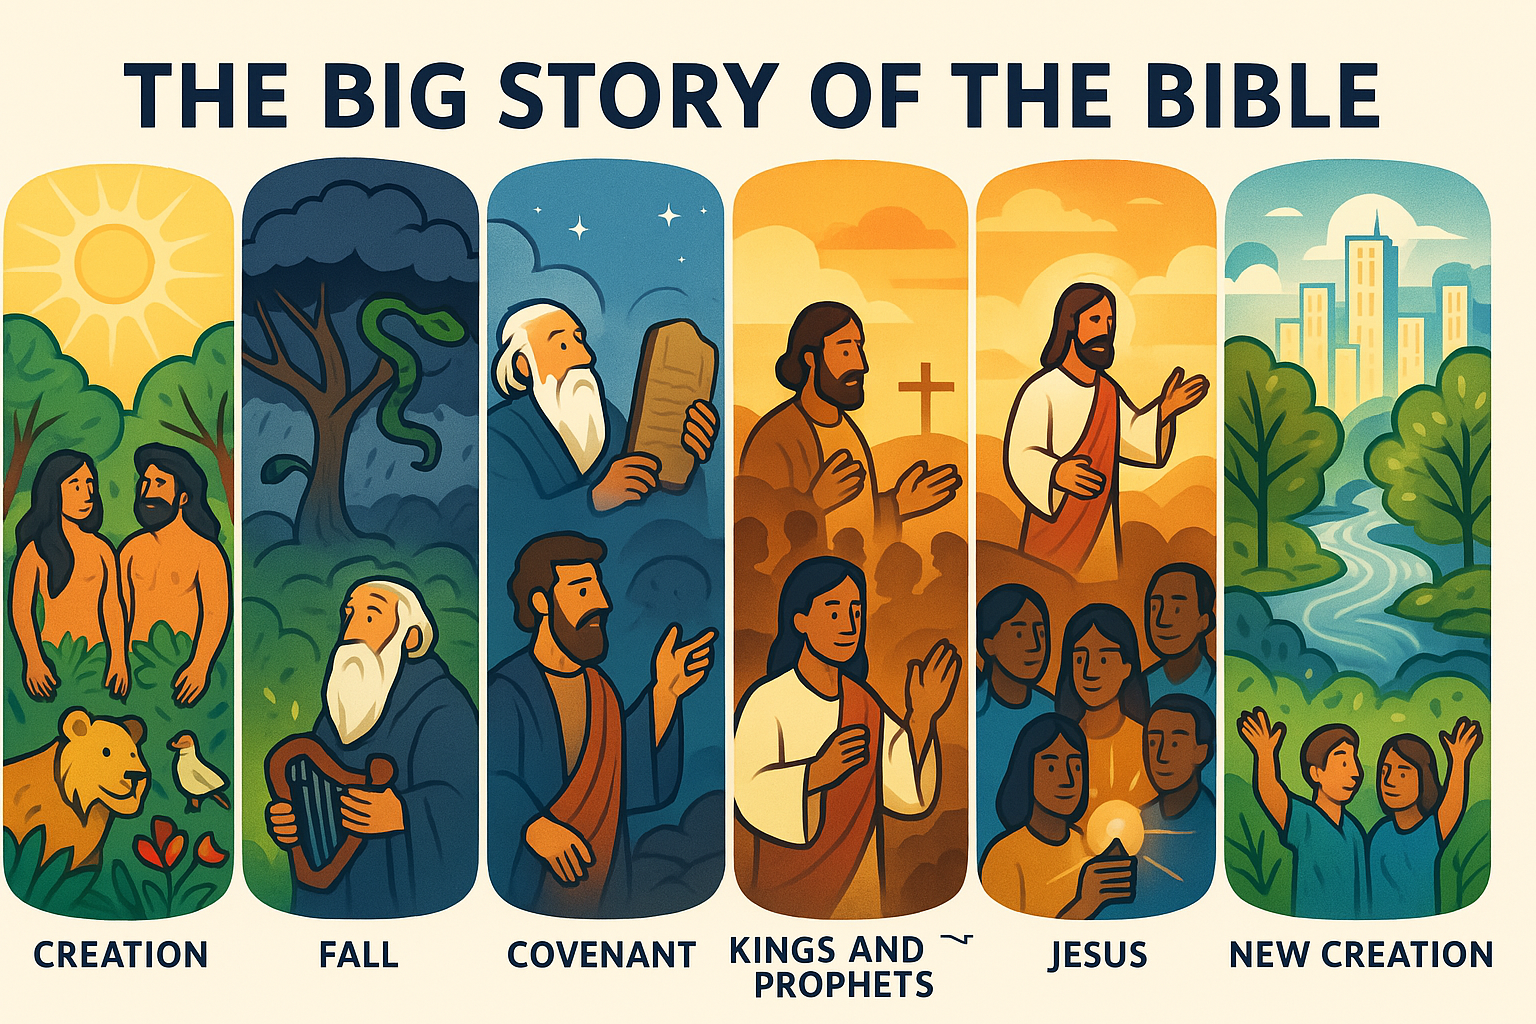 THE BIG STORY OF THE BIBLE
CREATION
FALL
COVENANT
KINGS AND
PROPHETS
JESUS
NEW CREATION